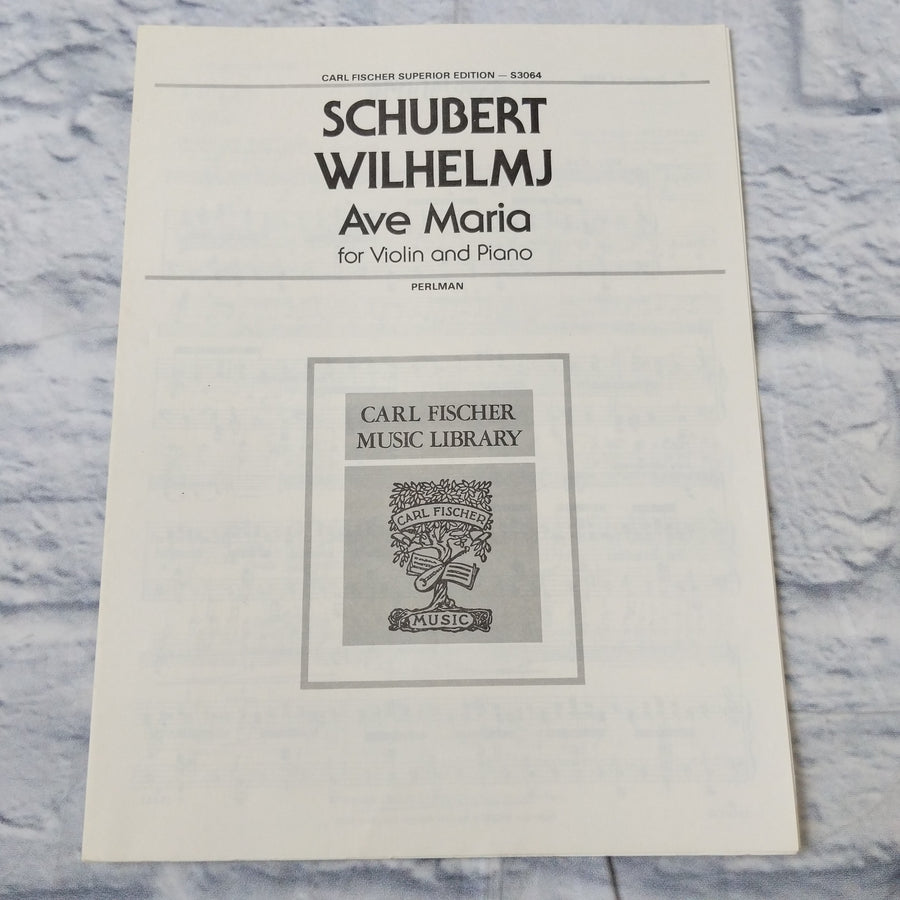 CARL FISCHER SUPERIOR EDITION — S3064
SCHUBERT
WILHELMJ
Ave Maria
for Violin and Piano
PERLMAN
CARL FISCHER
MUSIC LIBRARY
CARL FISCHER
MUSIC